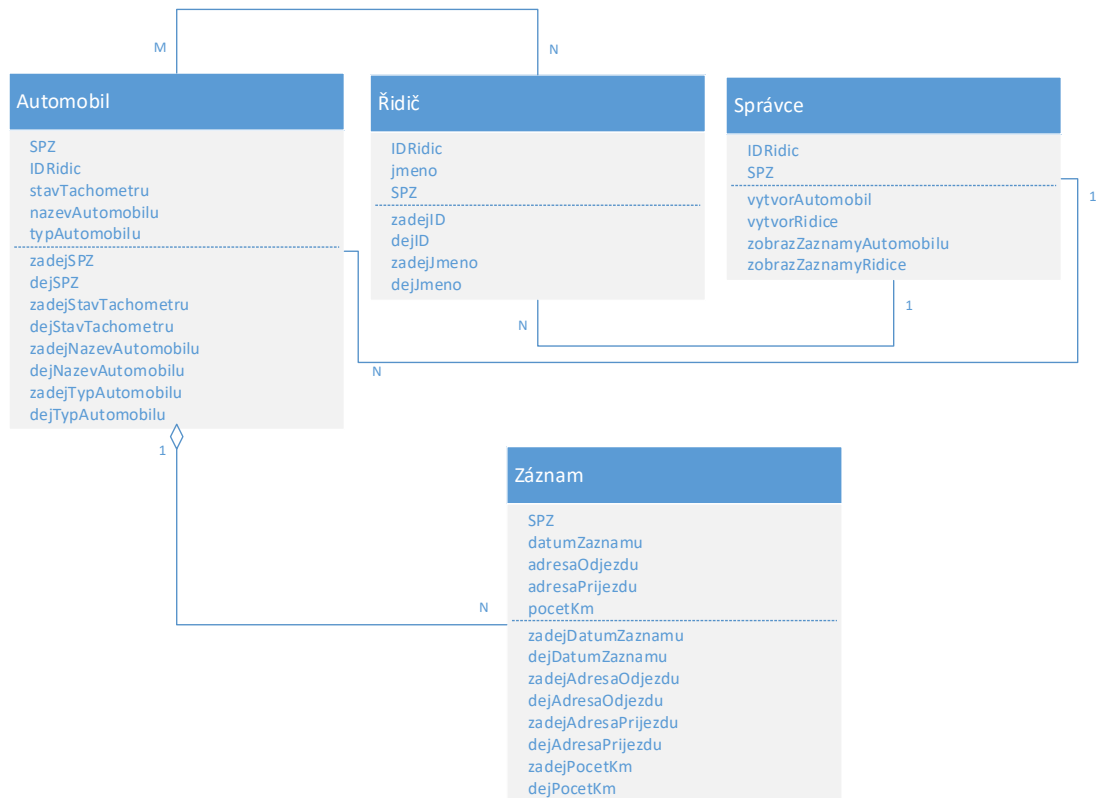 M
N
Automobil
SPZ
IDRidic
stavTachometru
nazevAutomobilu
typAutomobilu
zadejSPZ
dejSPZ
zadejStavTachometru
dejStavTachometru
zadejNazevAutomobilu
dejNazevAutomobilu
zadejTypAutomobilu
dejTypAutomobilu
Řidič
IDRidic
jmeno
SPZ
zadejID
dejID
zadejJmeno
dejJmeno
Správce
IDRidic
SPZ
vytvorAutomobil
vytvorRidice
zobrazZaznamyAutomobilu
zobrazZaznamyRidice
1
1
N
N
1
N
Záznam
SPZ
datumZaznamu
adresaOdjezdu
adresaPrijezdu
pocetKm
zadejDatumZaznamu
dejDatumZaznamu
zadejAdresaOdjezdu
dejAdresaOdjezdu
zadejAdresaPrijezdu
dejAdresaPrijezdu
zadejPocetKm
dejPocetKm